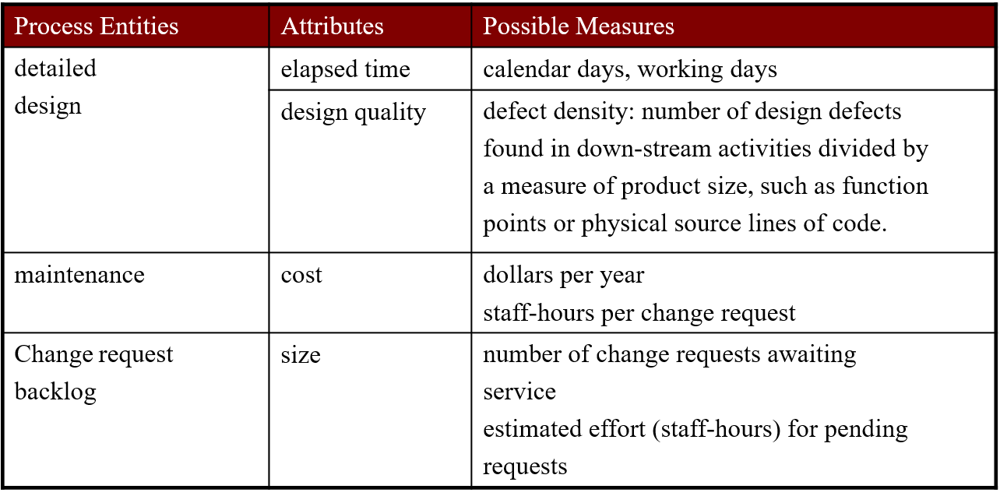 Process Entities Attributes Possible Measures
detailed
design
elapsed time
calendar days, working days
design quality
defect density: number of design defects
found in down-stream activities divided by
a measure of product size, such as function
points or physical source lines of code.
maintenance
cost
dollars per year
staff-hours per change request
Change request
backlog
size
number of change requests awaiting
service
estimated effort (staff-hours) for pending
requests